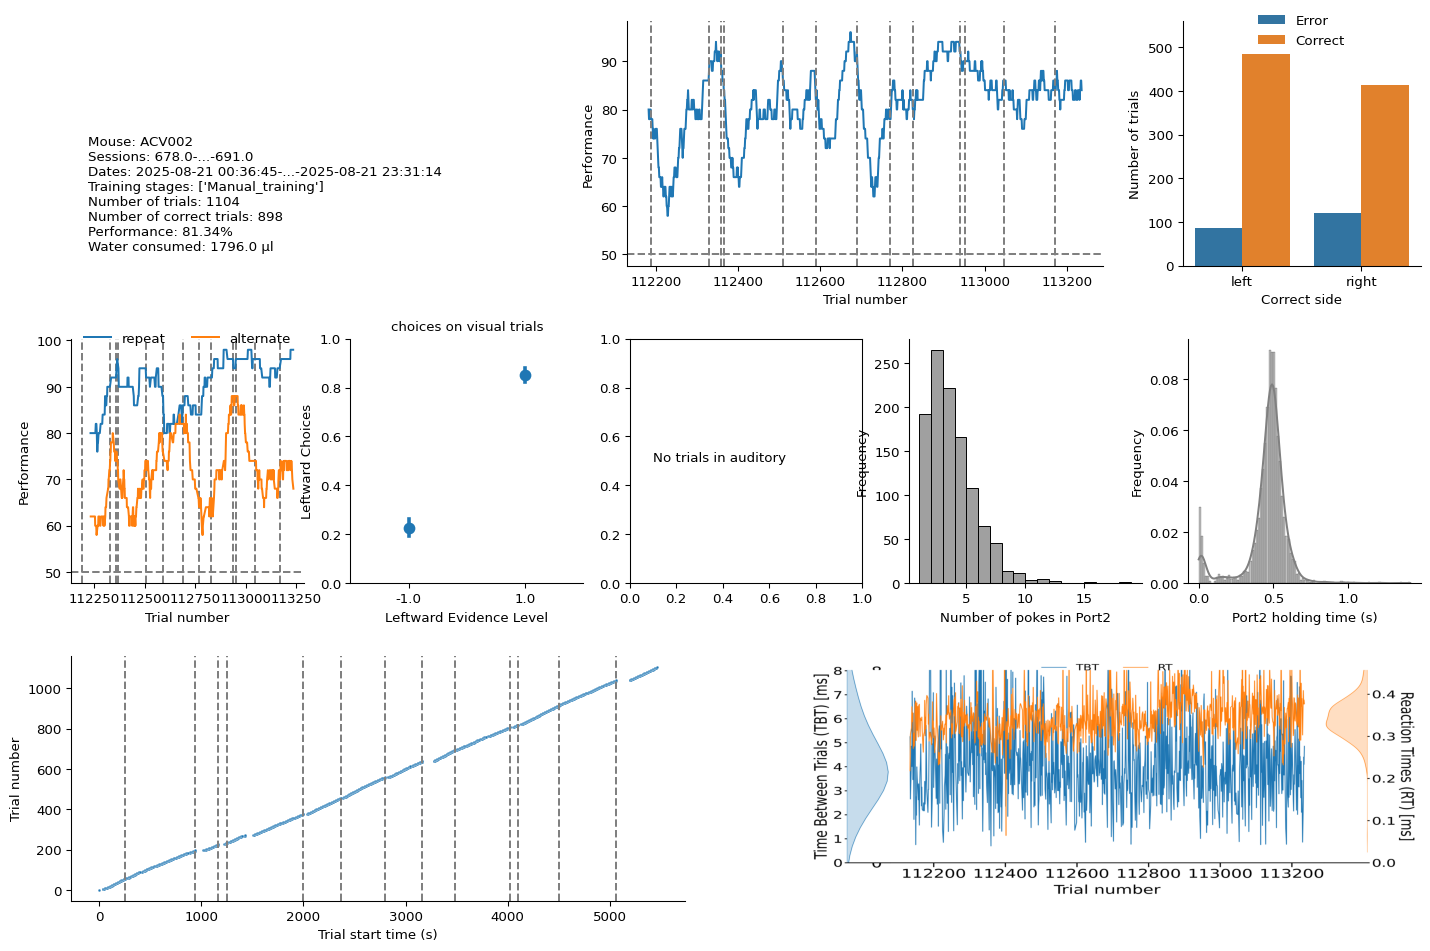 Mouse: ACV002
Sessions: 678.0-...-691.0
Dates: 2025-08-21 00:36:45-...-2025-08-21 23:31:14
Training stages: ['Manual_training']
Number of trials: 1104
Number of correct trials: 898
Performance: 81.34%
Water consumed: 1796.0 µl
Performance
90
80
70
60
50
112200 112400 112600 112800 113000 113200
Trial number
Error
Correct
Number of trials
500
400
300
200
100
0
left right
Correct side
repeat alternate
Performance
100
90
80
70
60
50
112250 112500 112750 113000 113250
Trial number
choices on visual trials
Leftward Choices
1.0
0.8
0.6
0.4
0.2
0.0
-1.0 1.0
Leftward Evidence Level
1.0
0.8
0.6
0.4
0.2
0.0
No trials in auditory
0.0 0.2 0.4 0.6 0.8 1.0
Frequency
250
200
150
100
50
0
5 10 15
Number of pokes in Port2
Frequency
0.08
0.06
0.04
0.02
0.00
0.0 0.5 1.0
Port2 holding time (s)
Trial number
1000
800
600
400
200
0
0 1000 2000 3000 4000 5000
Trial start time (s)
TBT RT
Time Between Trials (TBT) [ms]
8
7
6
5
4
3
2
1
0
112200 112400 112600 112800 113000 113200
Trial number
0.4
0.3
0.2
0.1
0.0
Reaction Times (RT) [ms]